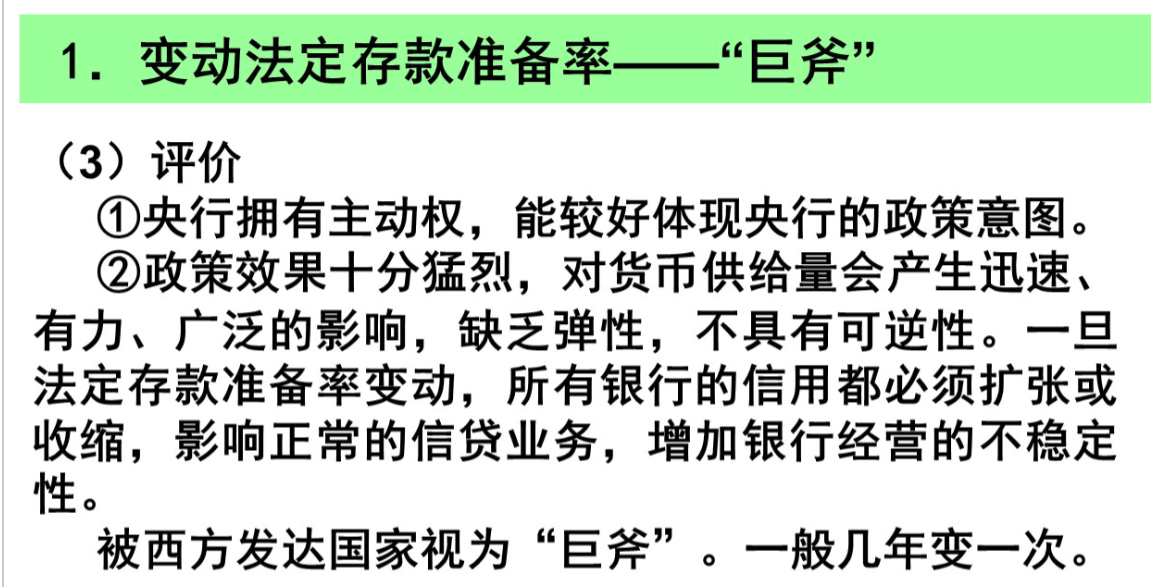 1．变动法定存款准备率——“巨斧”
（3）评价
①央行拥有主动权，能较好体现央行的政策意图。
②政策效果十分猛烈，对货币供给量会产生迅速、
有力、广泛的影响，缺乏弹性，不具有可逆性。一旦
法定存款准备率变动，所有银行的信用都必须扩张或
收缩，影响正常的信贷业务，增加银行经营的不稳定
性。
被西方发达国家视为“巨斧”。一般几年变一次。